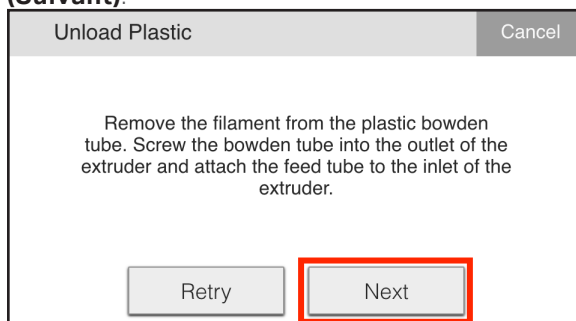 (Suivant).
Unload Plastic
Cancel
Remove the filament from the plastic bowden
tube. Screw the bowden tube into the outlet of the
extruder and attach the feed tube to the inlet of the
extruder.
Retry
Next